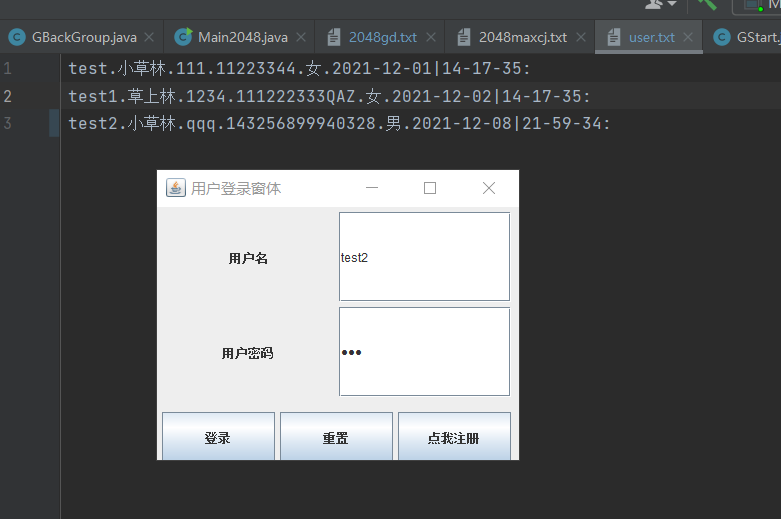 GBackGroup.java Main2048.java 2048gd.txt 2048maxcj.txt user.txt GStart.
1 test.小草林.111.11223344.女.2021-12-01|14-17-35:
2 test1.草上林.1234.111222333QAZ.女.2021-12-02|14-17-35:
3 test2.小草林.qqq.143256899940328.男.2021-12-08|21-59-34:
用户登录窗体
用户名 test2
用户密码
登录 重置 点我注册